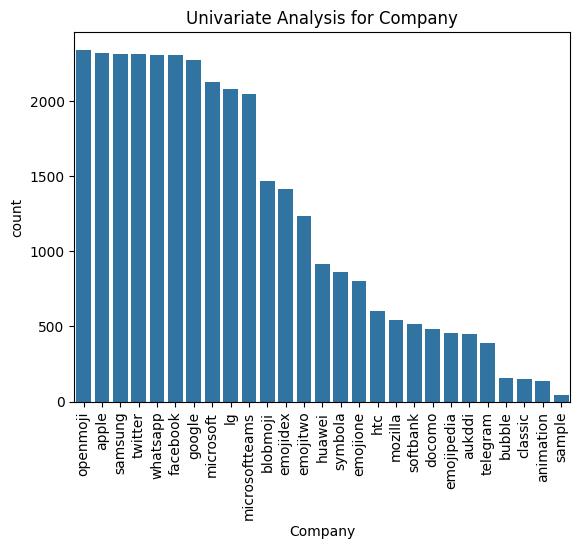 Univariate Analysis for Company
count
2000
1500
1000
500
0
openmoji
apple
samsung
twitter
whatsapp
facebook
google
microsoft
lg
microsoftteams
blobmoji
emojidex
emojitwo
huawei
symbola
emojione
htc
mozilla
softbank
docomo
emojipedia
aukddi
telegram
bubble
classic
animation
sample
Company